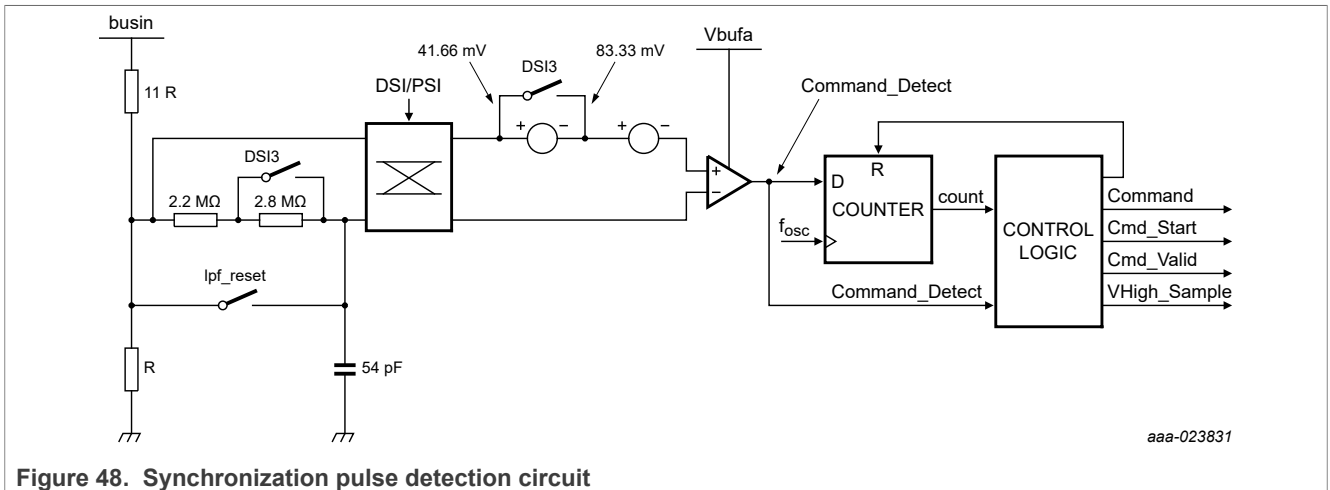 busin
Vbufa
41.66 mV
83.33 mV
DSI3
11 R
DSI/PSI
Command_Detect
+ - + -
DSI3
2.2 MΩ
2.8 MΩ
+
-
R
D
COUNTER
fosc
count
CONTROL
LOGIC
Command
Cmd_Start
Cmd_Valid
VHigh_Sample
lpf_reset
Command_Detect
R
54 pF
aaa-023831
Figure 48. Synchronization pulse detection circuit